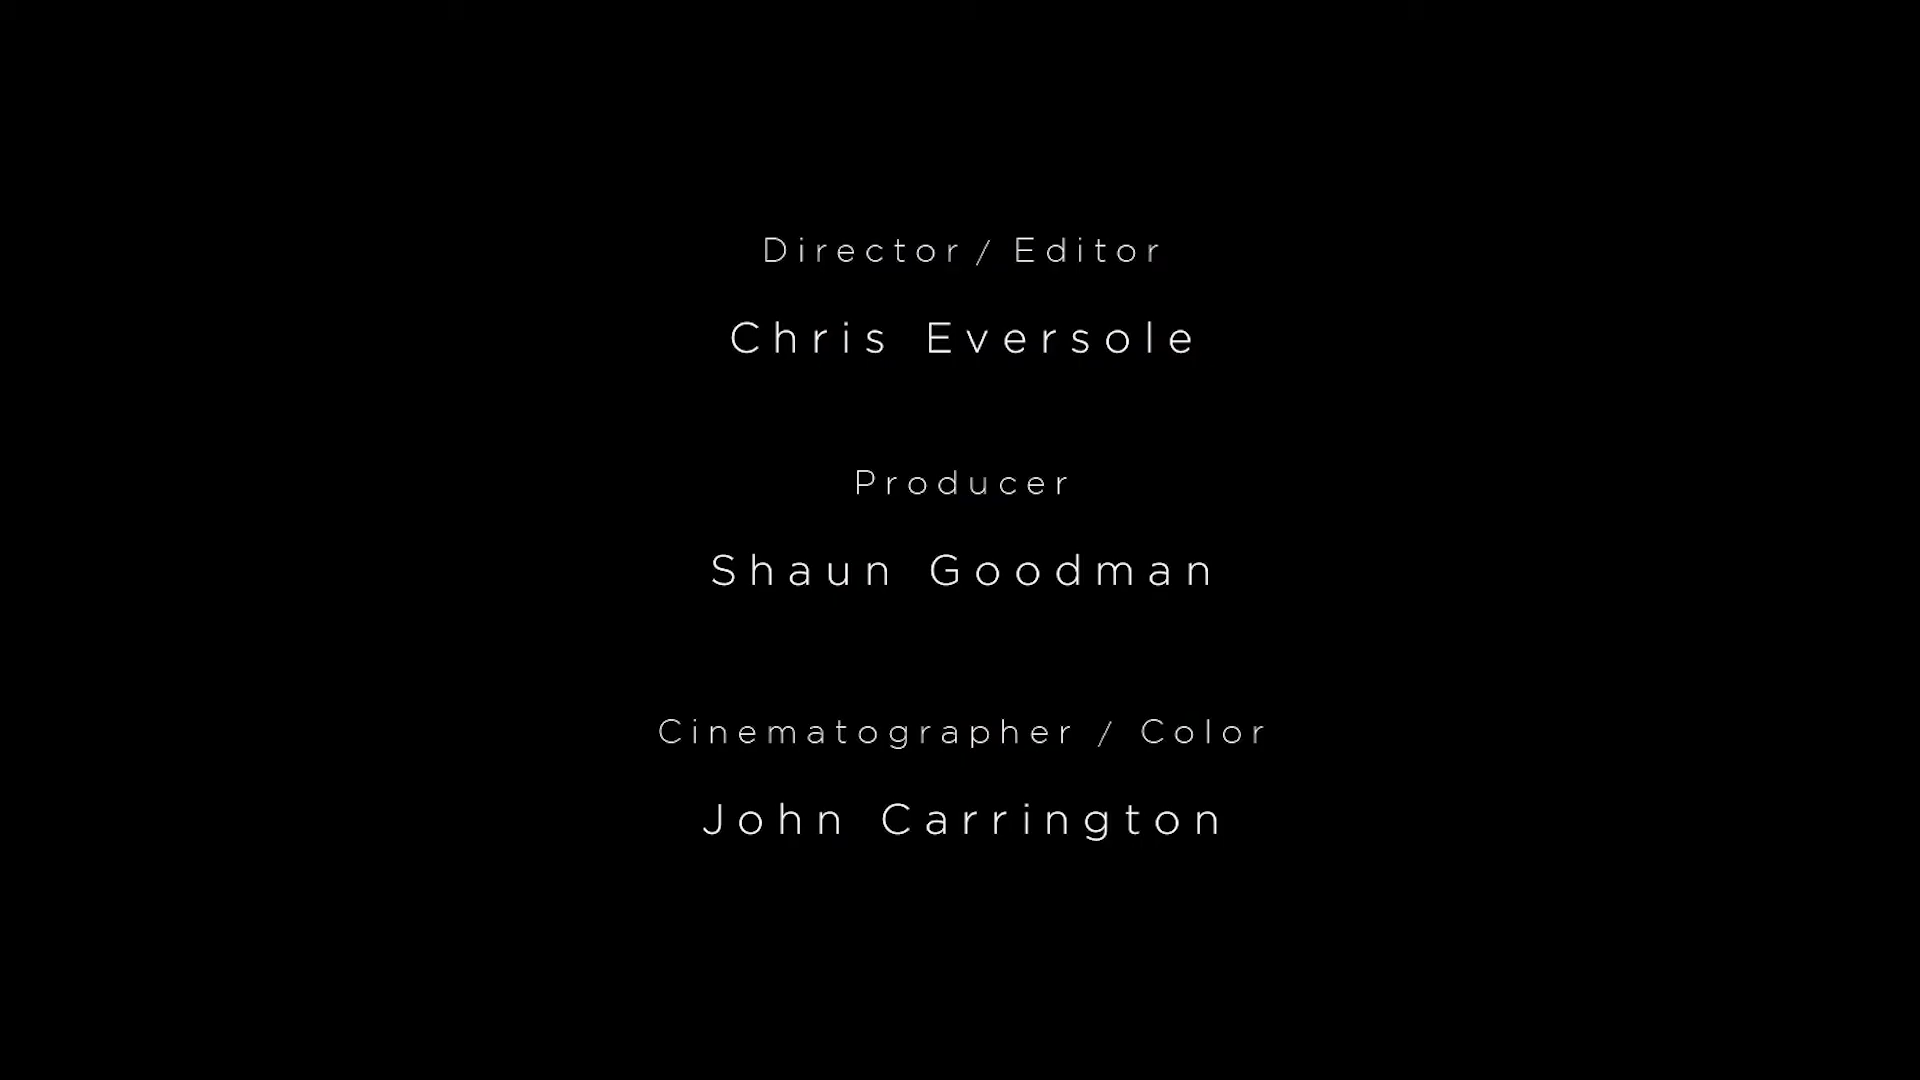 Director / Editor
Chris Eversole
Producer
Shaun Goodman
Cinematographer / Color
John Carrington